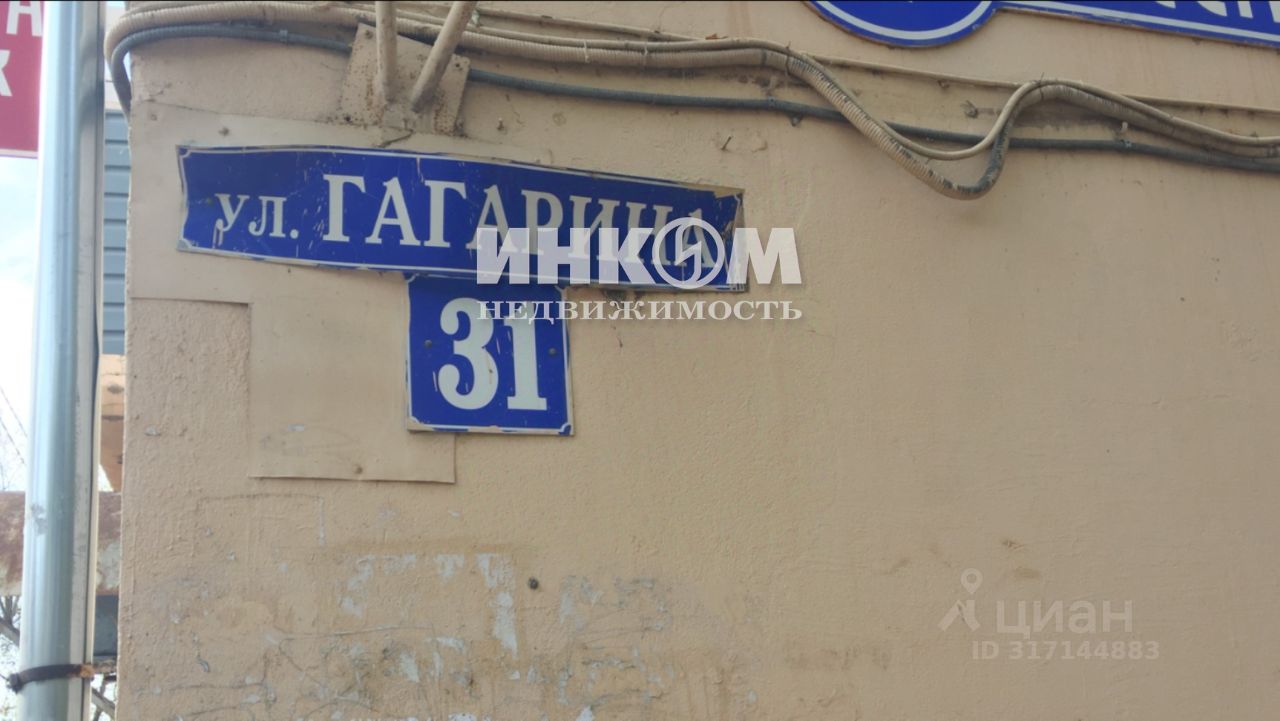 ул. ГАГАРИНА
31
ИНКОМ
НЕДВИЖИМОСТЬ
циан
ID 317144883